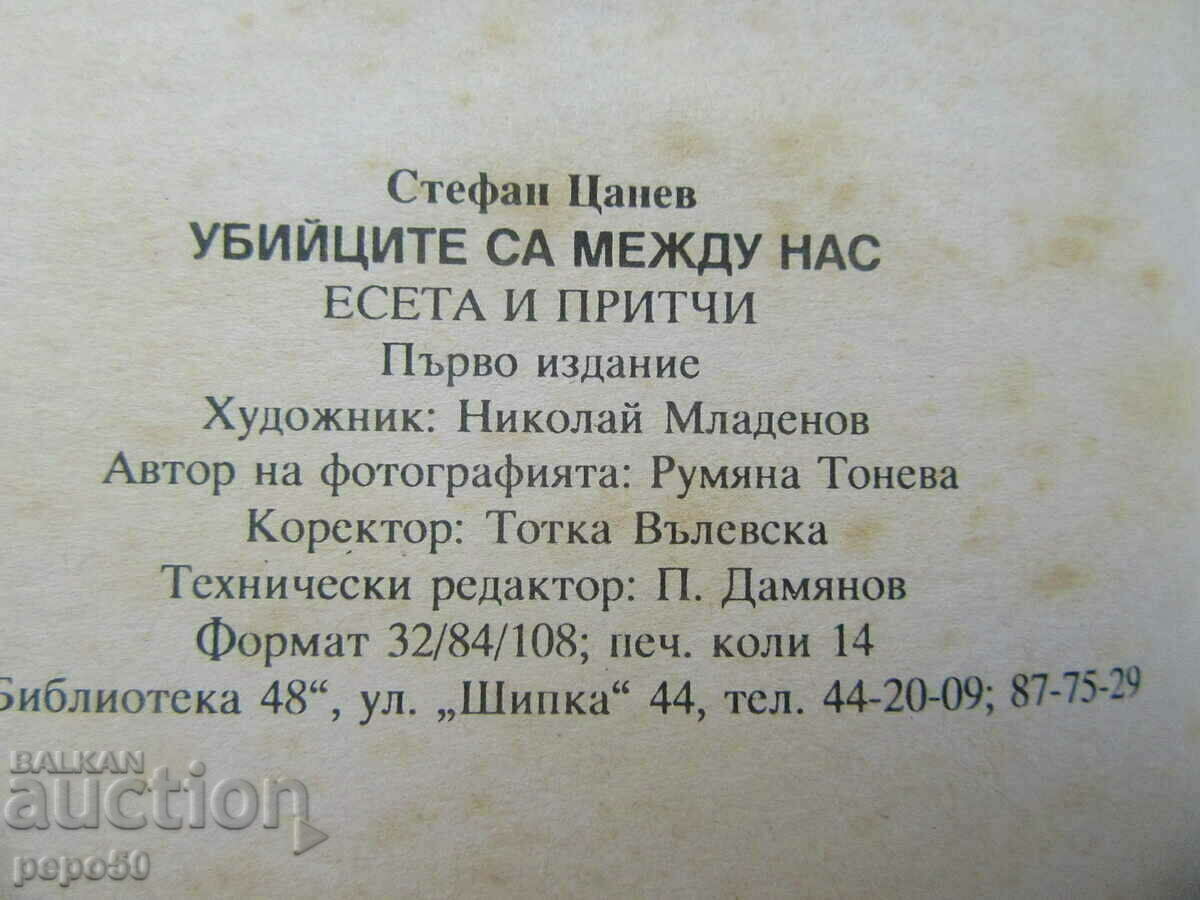 Стефан Цанев
УБИЙЦИТЕ СА МЕЖДУ НАС
ЕСЕТА И ПРИТЧИ
Първо издание
Художник: Николай Младенов
Автор на фотографията: Румяна Тонева
Коректор: Тотка Вълевска
Технически редактор: П. Дамянов
Формат 32/84/108; печ. коли 14
Библиотека 48“, ул. „Шипка“ 44, тел. 44-20-09; 87-75-29
BALKAN
auction
pepo50